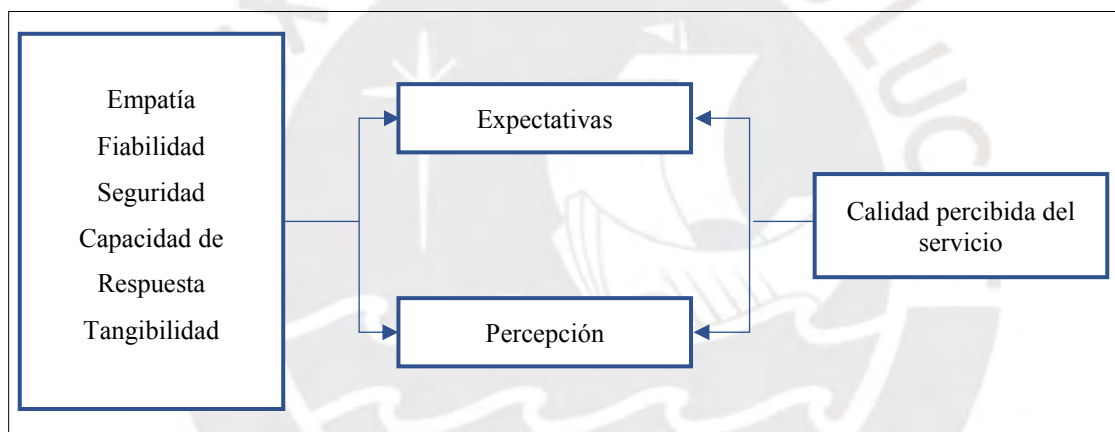 Empatía
Fiabilidad
Seguridad
Capacidad de
Respuesta
Tangibilidad
Expectativas
Percepción
Calidad percibida del
servicio